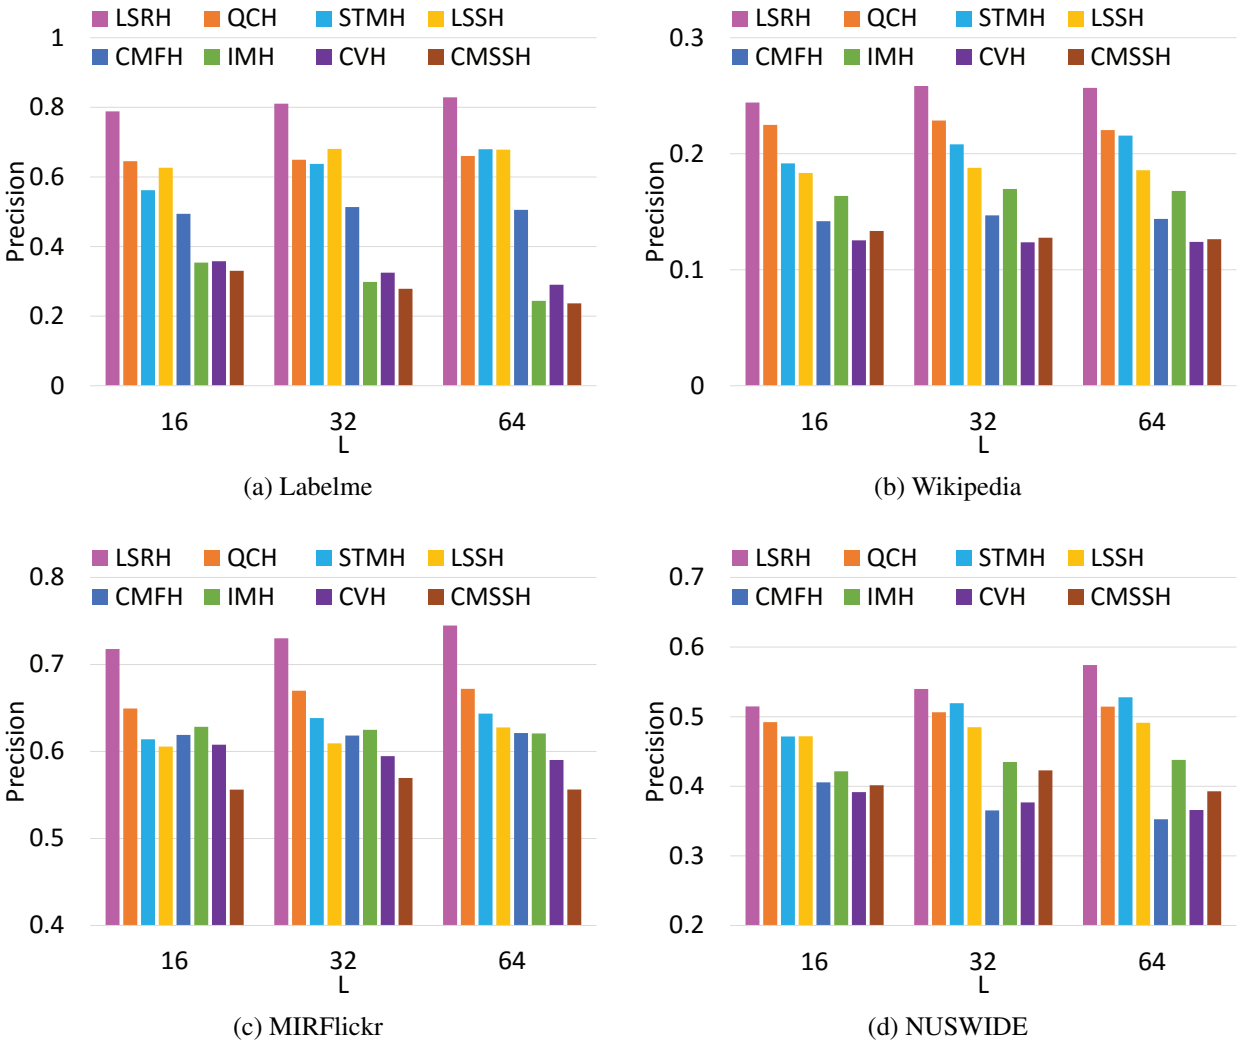 LSRH QCH STMH LSSH
CMFH IMH CVH CMSSH
1
0.8
0.6
0.4
0.2
0
Precision
16 32 64
L
(a) Labelme
LSRH QCH STMH LSSH
CMFH IMH CVH CMSSH
0.3
0.2
0.1
0
Precision
16 32 64
L
(b) Wikipedia
LSRH QCH STMH LSSH
CMFH IMH CVH CMSSH
0.8
0.7
0.6
0.5
0.4
Precision
16 32 64
L
(c) MIRFlickr
LSRH QCH STMH LSSH
CMFH IMH CVH CMSSH
0.7
0.6
0.5
0.4
0.3
0.2
Precision
16 32 64
L
(d) NUSWIDE